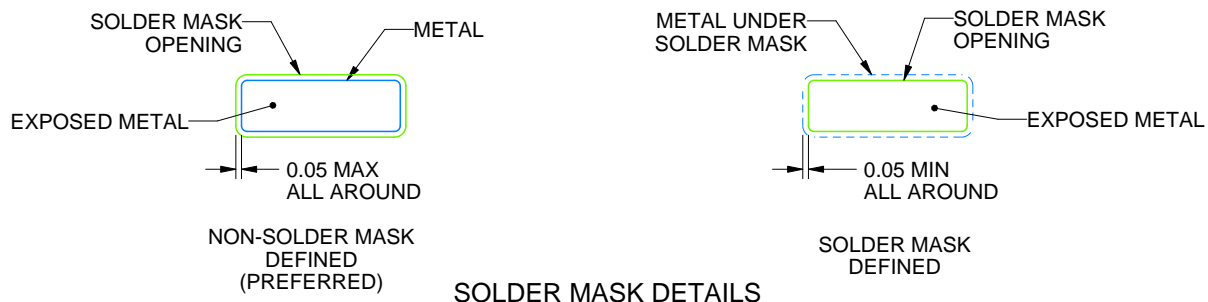 SOLDER MASK
OPENING
METAL
EXPOSED METAL
0.05 MAX
ALL AROUND
NON-SOLDER MASK
DEFINED
(PREFERRED)
METAL UNDER
SOLDER MASK
SOLDER MASK
OPENING
EXPOSED METAL
0.05 MIN
ALL AROUND
SOLDER MASK
DEFINED
SOLDER MASK DETAILS